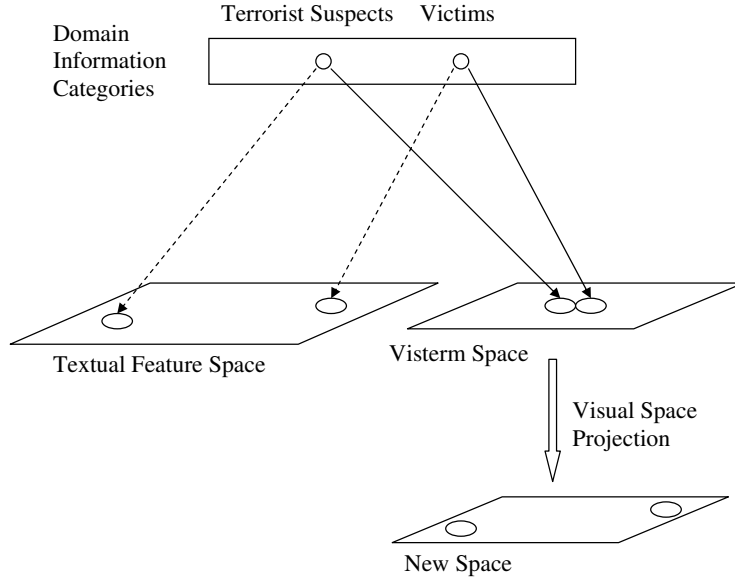 Terrorist Suspects Victims
Domain
Information
Categories
Textual Feature Space
Visterm Space
Visual Space
Projection
New Space